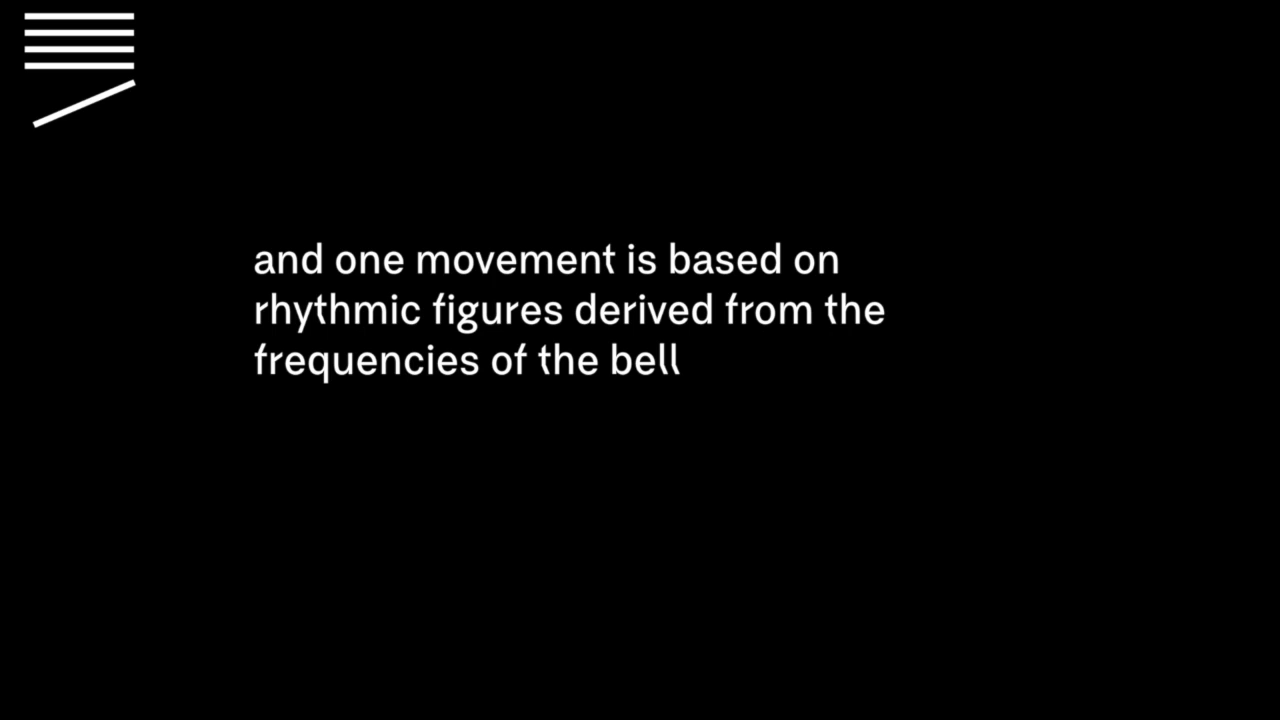 and one movement is based on
rhythmic figures derived from the
frequencies of the bell